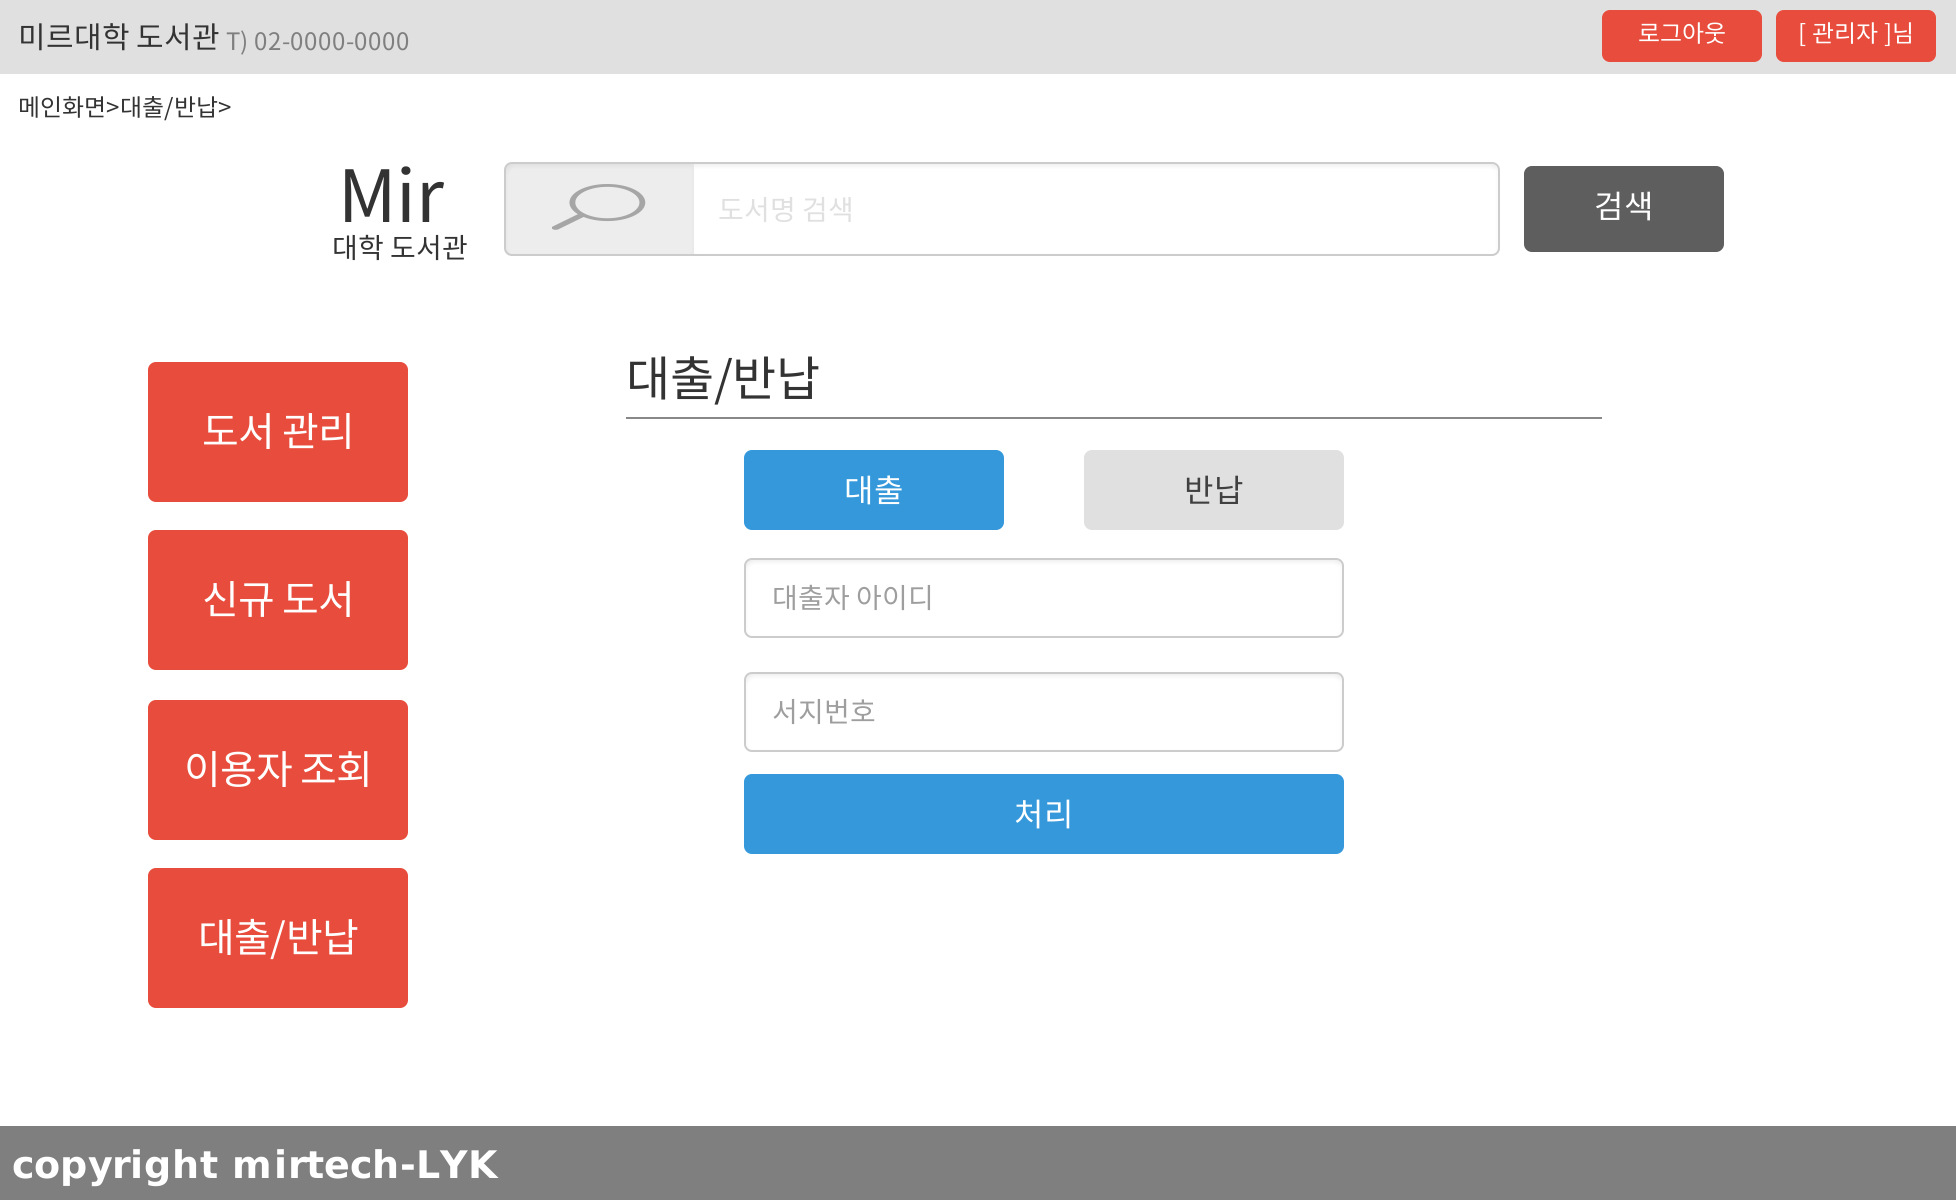 미르대학 도서관 T) 02-0000-0000
로그아웃
[ 관리자 ]님
메인화면>대출/반납>
Mir
대학 도서관
도서명 검색
검색
도서 관리
신규 도서
이용자 조회
대출/반납
대출/반납
대출
반납
대출자 아이디
서지번호
처리
copyright mirtech-LYK